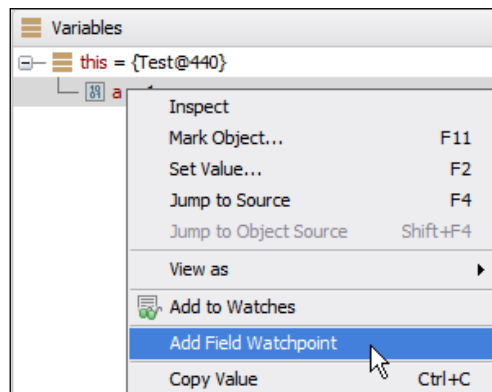 Variables
this = {Test@440}
a
Inspect
Mark Object... F11
Set Value... F2
Jump to Source F4
Jump to Object Source Shift+F4
View as
Add to Watches
Add Field Watchpoint
Copy Value Ctrl+C